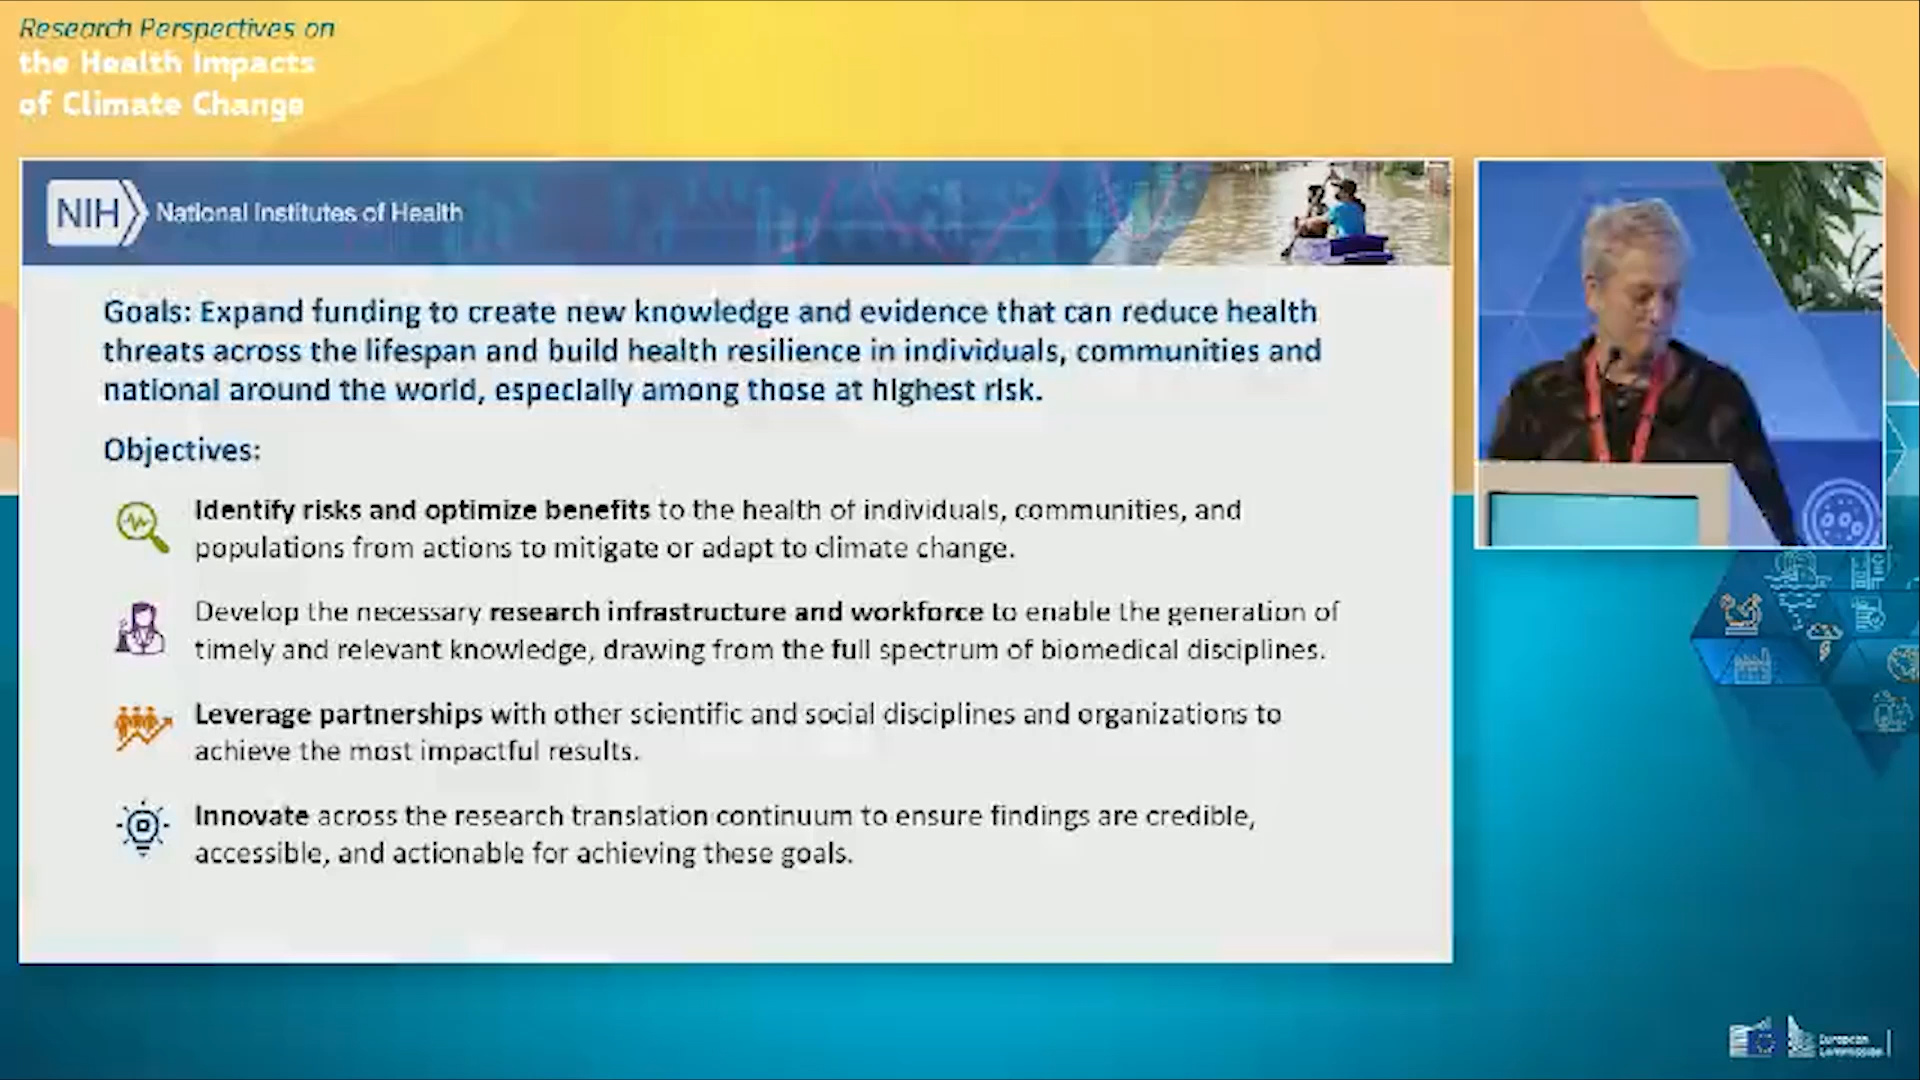 Research Perspectives on
the Health Impacts
of Climate Change
NIH National Institutes of Health
Goals: Expand funding to create new knowledge and evidence that can reduce health
threats across the lifespan and build health resilience in individuals, communities and
national around the world, especially among those at highest risk.
Objectives:
Identify risks and optimize benefits to the health of individuals, communities, and
populations from actions to mitigate or adapt to climate change.
Develop the necessary research infrastructure and workforce to enable the generation of
timely and relevant knowledge, drawing from the full spectrum of biomedical disciplines.
Leverage partnerships with other scientific and social disciplines and organizations to
achieve the most impactful results.
Innovate across the research translation continuum to ensure findings are credible,
accessible, and actionable for achieving these goals.
European
Commission